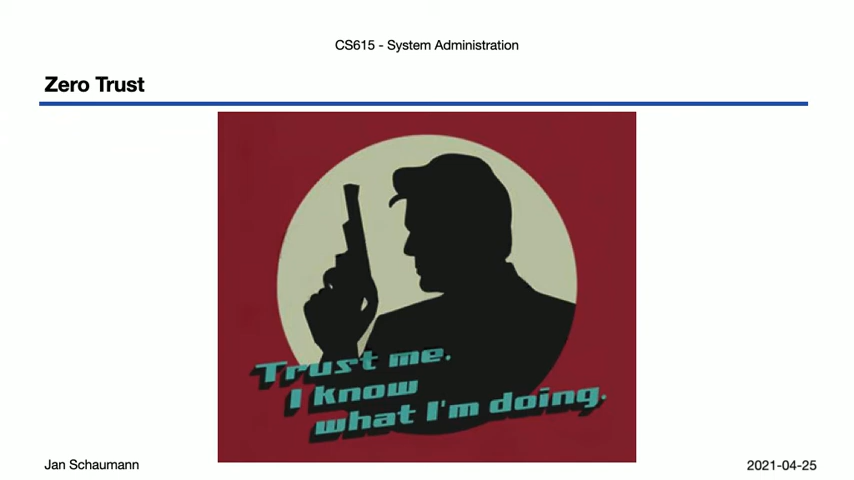 CS615 - System Administration
Zero Trust
Trust me.
I know
what I'm doing.
Jan Schaumann
2021-04-25